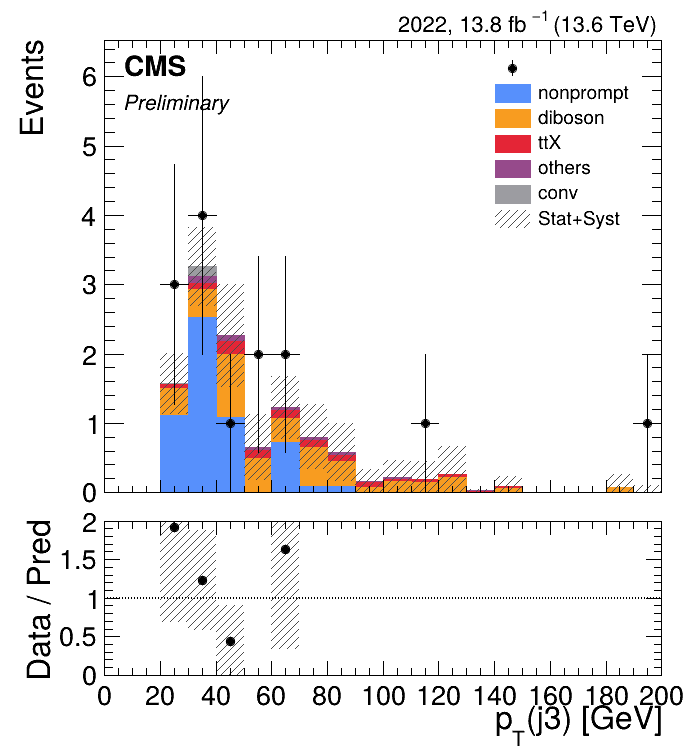 2022, 13.8 fb⁻¹ (13.6 TeV)
CMS
Preliminary
nonprompt
diboson
ttX
others
conv
Stat+Syst
Events
6
5
4
3
2
1
0
Data / Pred
2
1.5
1
0.5
0
0 20 40 60 80 100 120 140 160 180 200
p_T(j3) [GeV]